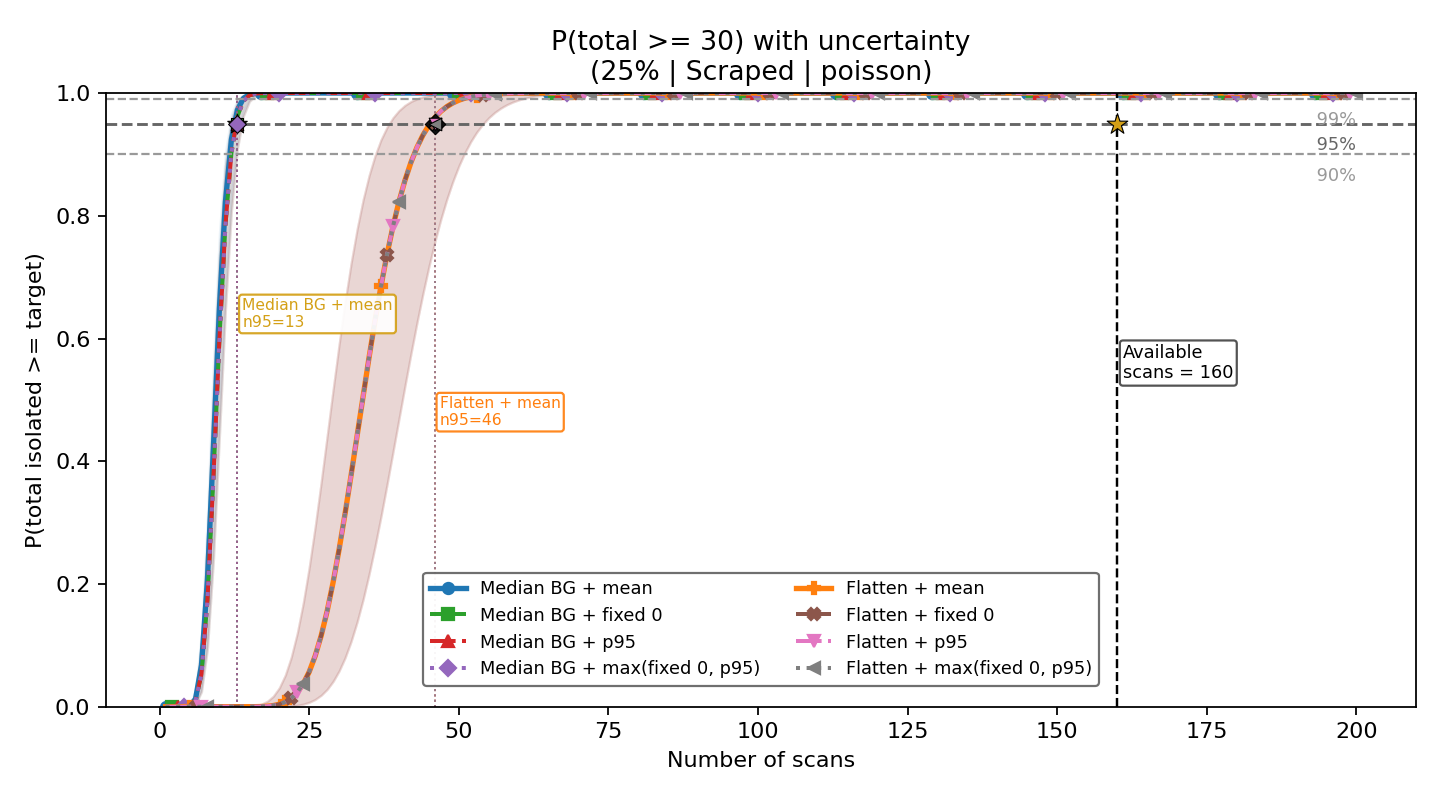 P(total >= 30) with uncertainty
(25% | Scraped | poisson)
P(total isolated >= target)
1.0
0.8
0.6
0.4
0.2
0.0
99%
95%
90%
Median BG + mean
n95=13
Flatten + mean
n95=46
Available
scans = 160
Median BG + mean
Median BG + fixed 0
Median BG + p95
Median BG + max(fixed 0, p95)
Flatten + mean
Flatten + fixed 0
Flatten + p95
Flatten + max(fixed 0, p95)
0 25 50 75 100 125 150 175 200
Number of scans